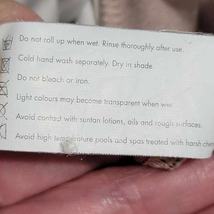 Do not roll up when wet. Rinse thoroughly after use.
Cold hand wash separately. Dry in shade.
Do not bleach or iron.
Light colours may become transparent when wet
Avoid contact with suntan lotions, oils and rough surfaces.
Avoid high temperature pools and spas treated with harsh